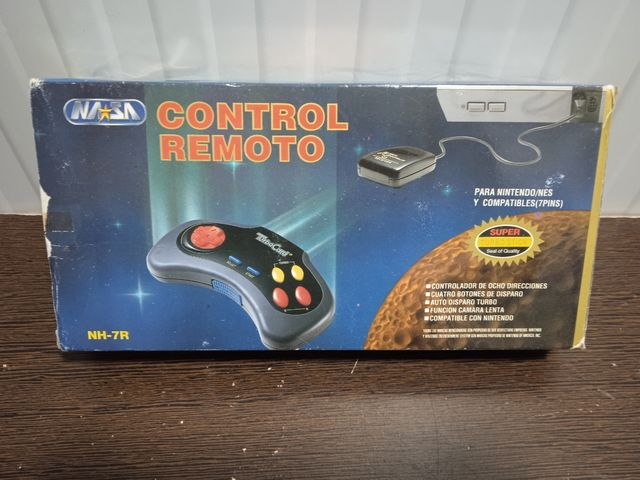 NASA
CONTROL
REMOTO
PARA NINTENDO/NES
Y COMPATIBLES(7PINS)
SUPER
Seal of Quality
TurboCard
CONTROLADOR DE OCHO DIRECCIONES
CUATRO BOTONES DE DISPARO
AUTO DISPARO TURBO
FUNCION CAMARA LENTA
COMPATIBLE CON NINTENDO
NH-7R